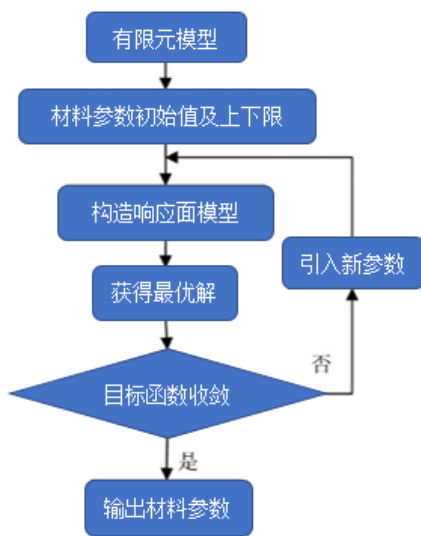 有限元模型
材料参数初始值及上下限
构造响应面模型
引入新参数
获得最优解
否
目标函数收敛
是
输出材料参数